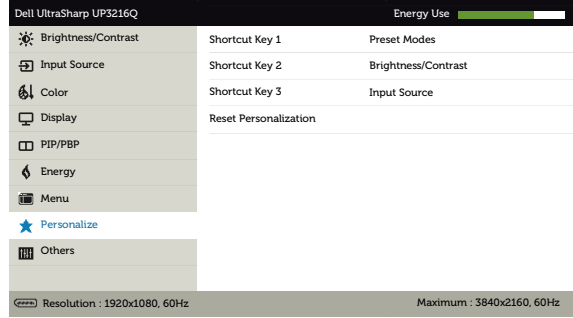 Dell UltraSharp UP3216Q Energy Use
Brightness/Contrast
Input Source
Color
Display
PIP/PBP
Energy
Menu
Personalize
Others
Shortcut Key 1 Preset Modes
Shortcut Key 2 Brightness/Contrast
Shortcut Key 3 Input Source
Reset Personalization
Resolution : 1920x1080, 60Hz Maximum : 3840x2160, 60Hz